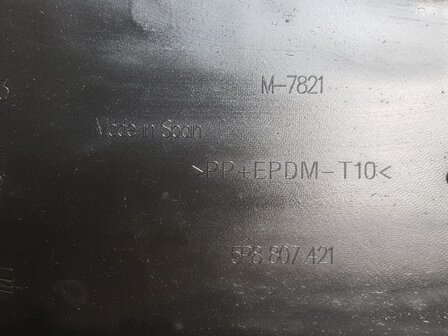 M-7821
Made in Spain
>PP+EPDM-T10<
5P8 807 421